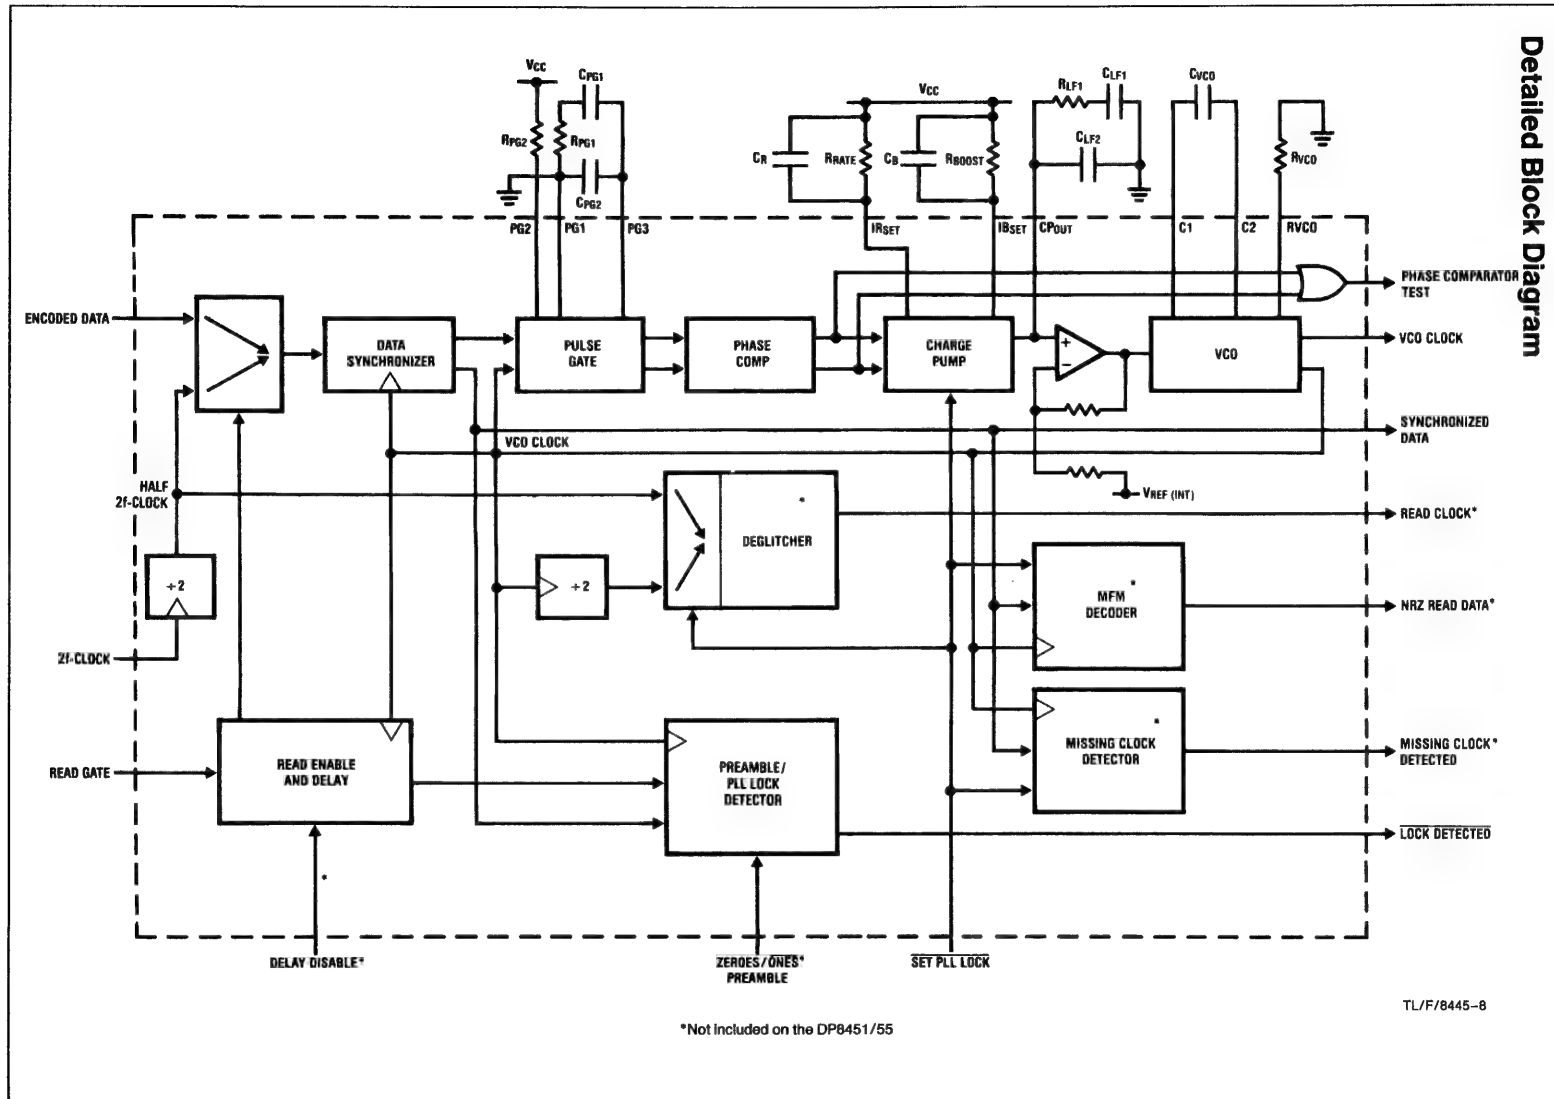 Detailed Block Diagram
VCC
CPG1
RPG2
RPG1
CPG2
PG2
PG1
PG3
VCC
CR
RRATE
CB
RBOOST
IRSET
IBSET
CPOUT
RLF1
CLF1
CLF2
CVCO
RVCO
C1
C2
RVCO
ENCODED DATA
DATA
SYNCHRONIZER
PULSE
GATE
PHASE
COMP
CHARGE
PUMP
+
−
VCO
PHASE COMPARATOR
TEST
VCO CLOCK
SYNCHRONIZED
DATA
VCO CLOCK
VREF (INT)
HALF
2f-CLOCK
÷2
2f-CLOCK
÷2
*
DEGLITCHER
READ CLOCK*
*
MFM
DECODER
NRZ READ DATA*
READ GATE
READ ENABLE
AND DELAY
PREAMBLE/
PLL LOCK
DETECTOR
*
MISSING CLOCK
DETECTOR
MISSING CLOCK*
DETECTED
LOCK DETECTED
*
DELAY DISABLE*
ZEROES/ONES*
PREAMBLE
SET PLL LOCK
TL/F/8445-8
*Not Included on the DP8451/55